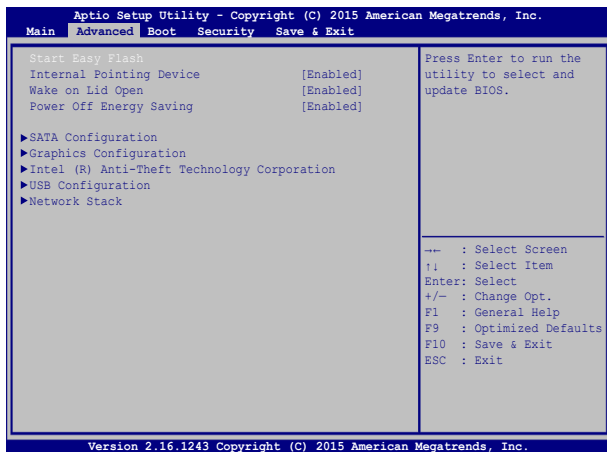 Aptio Setup Utility - Copyright (C) 2015 American Megatrends, Inc.
Main Advanced Boot Security Save & Exit
Start Easy Flash
Internal Pointing Device [Enabled]
Wake on Lid Open [Enabled]
Power Off Energy Saving [Enabled]
▶SATA Configuration
▶Graphics Configuration
▶Intel (R) Anti-Theft Technology Corporation
▶USB Configuration
▶Network Stack
Press Enter to run the
utility to select and
update BIOS.
→← : Select Screen
↑↓ : Select Item
Enter: Select
+/— : Change Opt.
F1 : General Help
F9 : Optimized Defaults
F10 : Save & Exit
ESC : Exit
Version 2.16.1243 Copyright (C) 2015 American Megatrends, Inc.